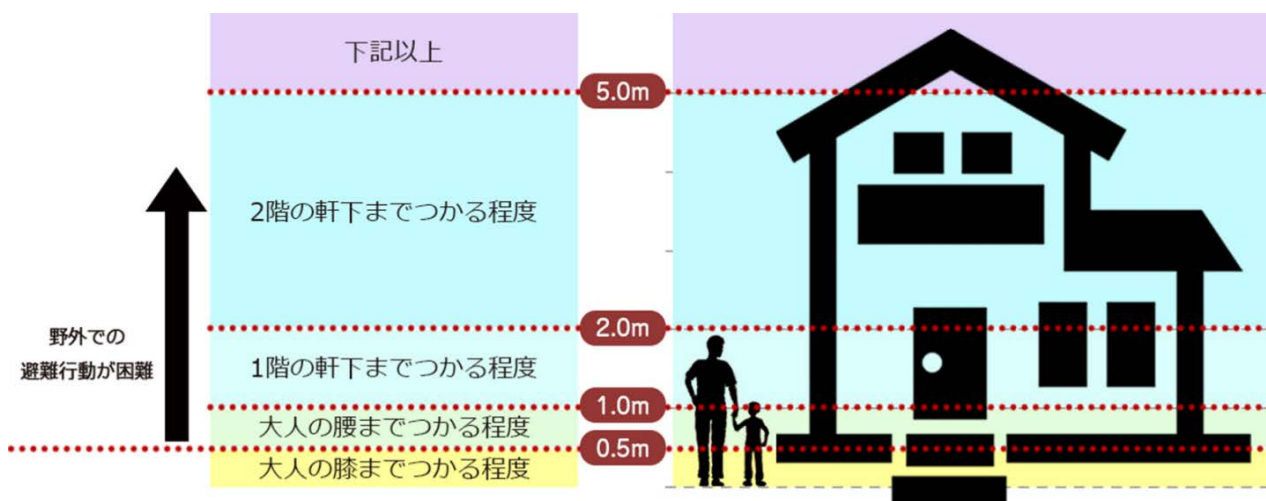 下記以上
5.0m
2階の軒下までつかる程度
2.0m
野外での
避難行動が困難
1階の軒下までつかる程度
1.0m
大人の腰までつかる程度
0.5m
大人の膝までつかる程度